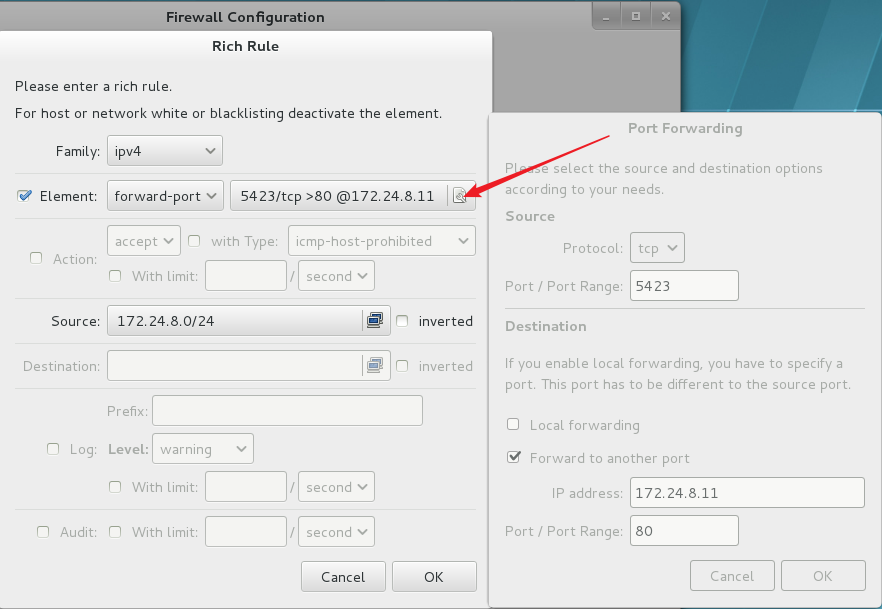 Firewall Configuration
Rich Rule
Please enter a rich rule.
For host or network white or blacklisting deactivate the element.
Family: ipv4
Element: forward-port 5423/tcp >80 @172.24.8.11
Action: accept with Type: icmp-host-prohibited
With limit: / second
Source: 172.24.8.0/24 inverted
Destination: inverted
Prefix:
Log: Level: warning
With limit: / second
Audit: With limit: / second
Cancel OK
Port Forwarding
Please select the source and destination options
according to your needs.
Source
Protocol: tcp
Port / Port Range: 5423
Destination
If you enable local forwarding, you have to specify a
port. This port has to be different to the source port.
Local forwarding
Forward to another port
IP address: 172.24.8.11
Port / Port Range: 80
Cancel OK